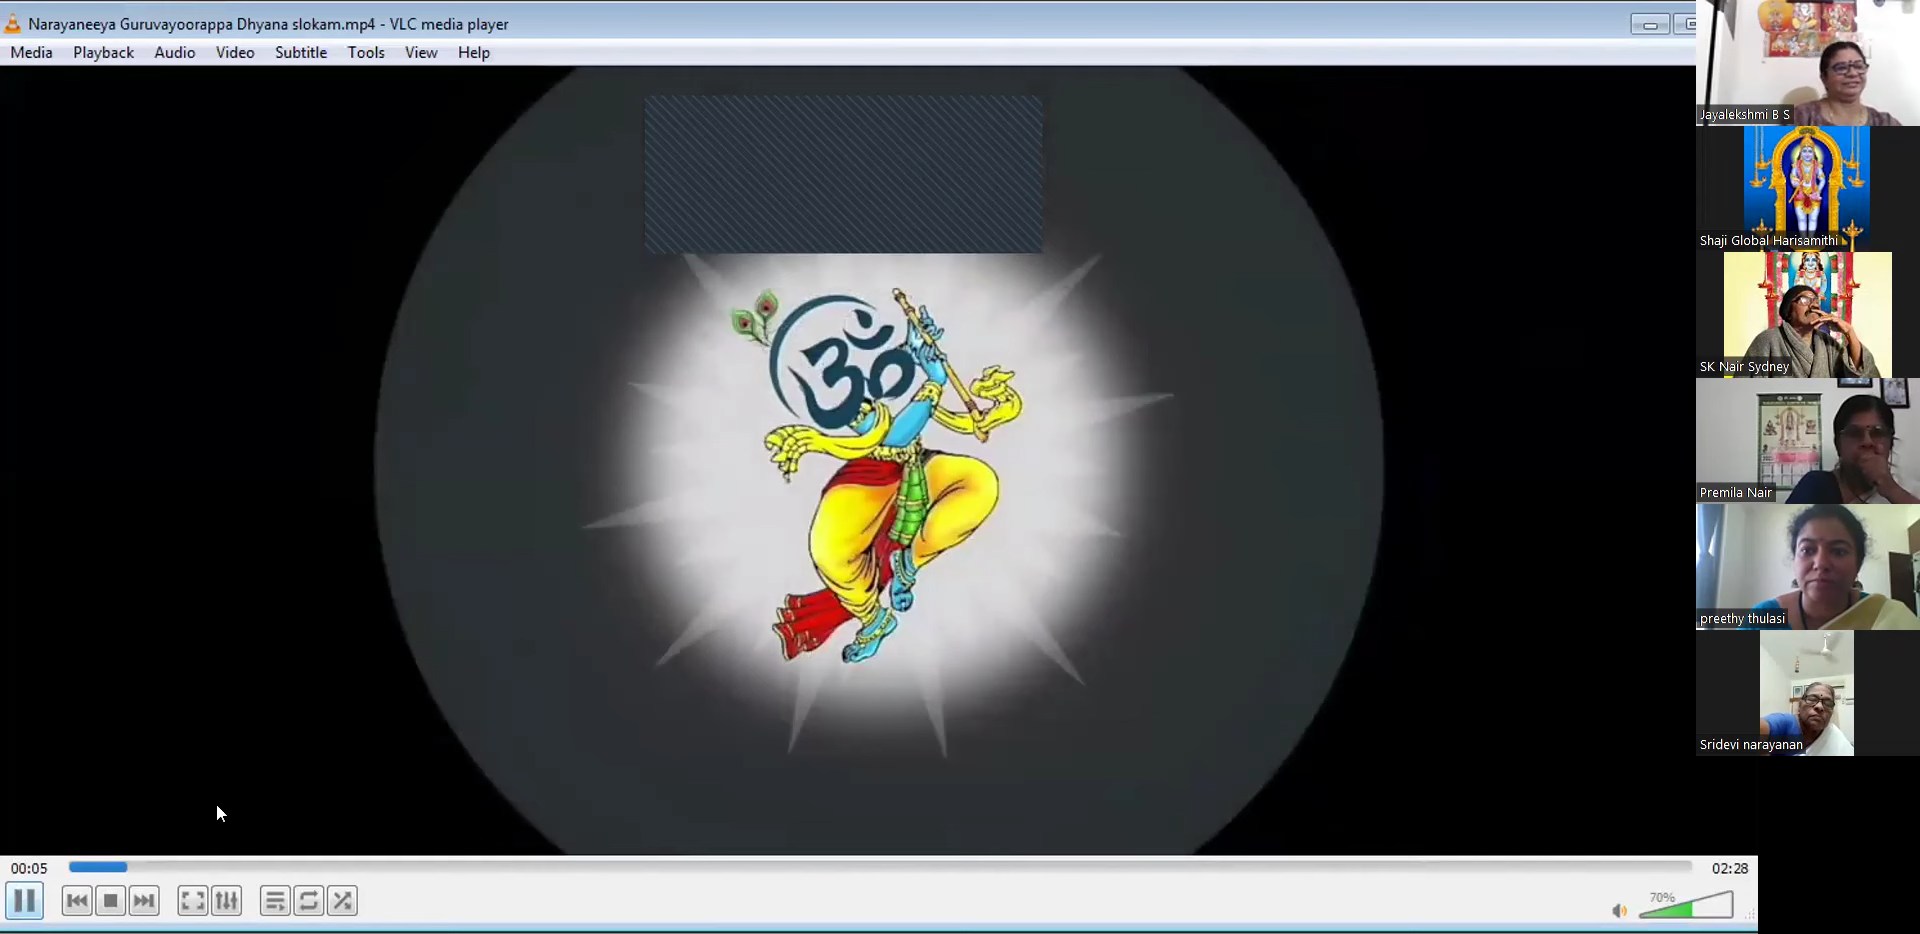 Narayaneeya Guruvayoorappa Dhyana slokam.mp4 - VLC media player
Media Playback Audio Video Subtitle Tools View Help
Jayalekshmi B S
Shaji Global Harisamithi
SK Nair Sydney
Premila Nair
preethy thulasi
Sridevi narayanan
ॐ
00:05
02:28
70%